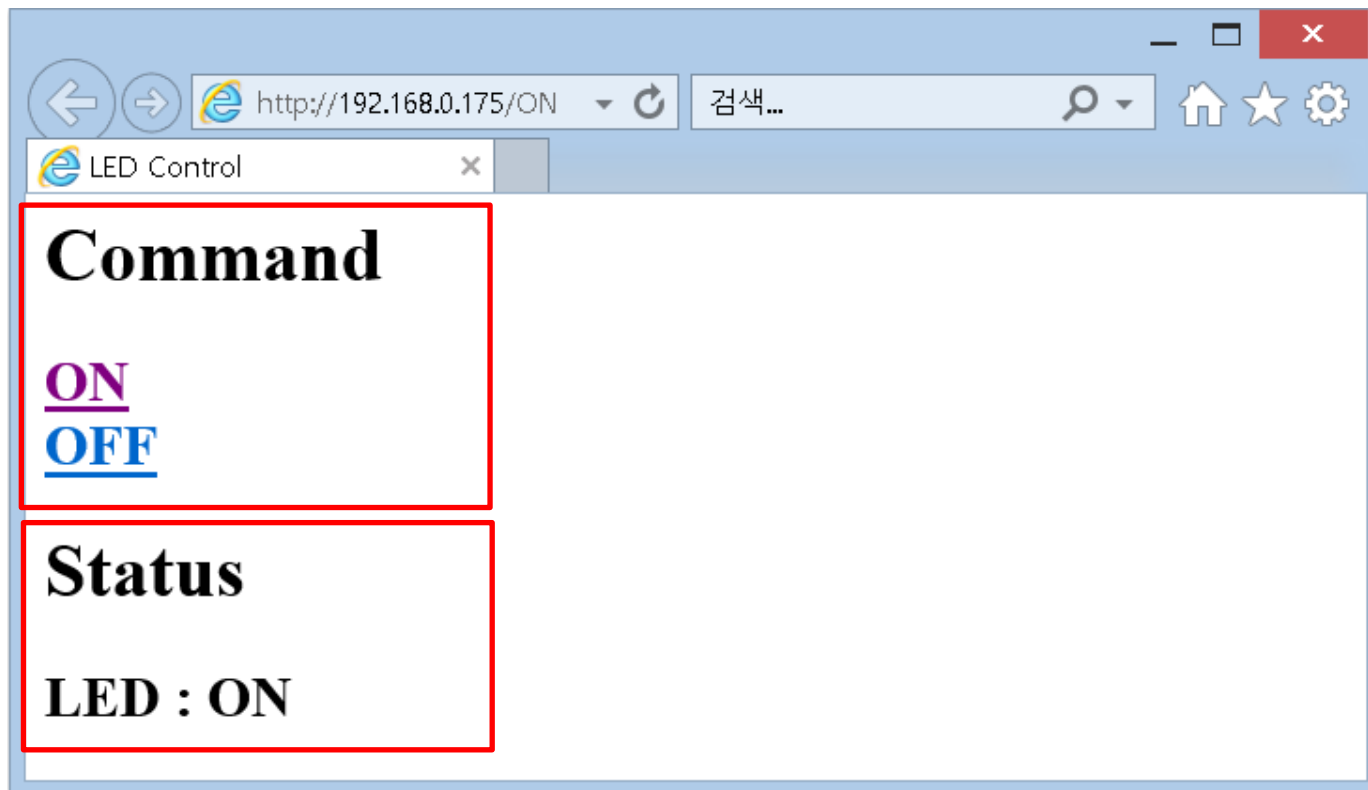 http://192.168.0.175/ON
검색...
LED Control
Command
ON
OFF
Status
LED : ON